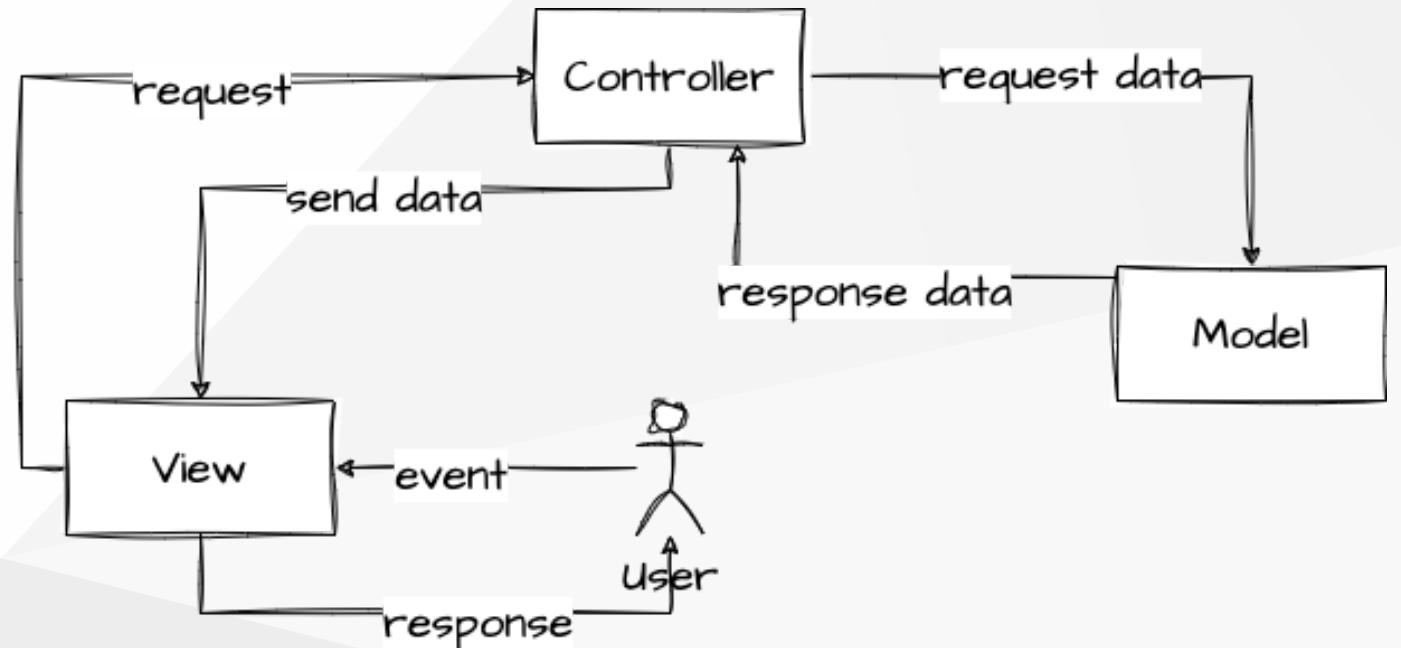 Controller
request
request data
send data
response data
Model
View
event
User
response